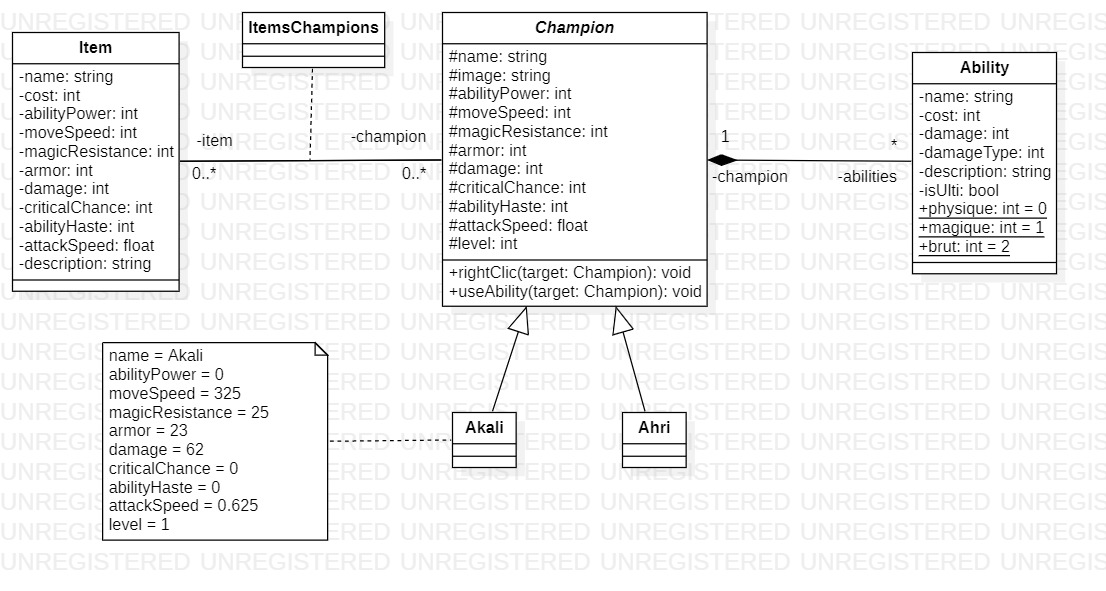 Item
-name: string
-cost: int
-abilityPower: int
-moveSpeed: int
-magicResistance: int
-armor: int
-damage: int
-criticalChance: int
-abilityHaste: int
-attackSpeed: float
-description: string
ItemsChampions
-item
0..*
-champion
0..*
Champion
#name: string
#image: string
#abilityPower: int
#moveSpeed: int
#magicResistance: int
#armor: int
#damage: int
#criticalChance: int
#abilityHaste: int
#attackSpeed: float
#level: int
+rightClic(target: Champion): void
+useAbility(target: Champion): void
1
-champion
*
-abilities
Ability
-name: string
-cost: int
-damage: int
-damageType: int
-description: string
-isUlti: bool
+physique: int = 0
+magique: int = 1
+brut: int = 2
name = Akali
abilityPower = 0
moveSpeed = 325
magicResistance = 25
armor = 23
damage = 62
criticalChance = 0
abilityHaste = 0
attackSpeed = 0.625
level = 1
Akali
Ahri
UNREGISTERED UNREGISTERED UNREGISTERED UNREGISTERED UNREGISTERED